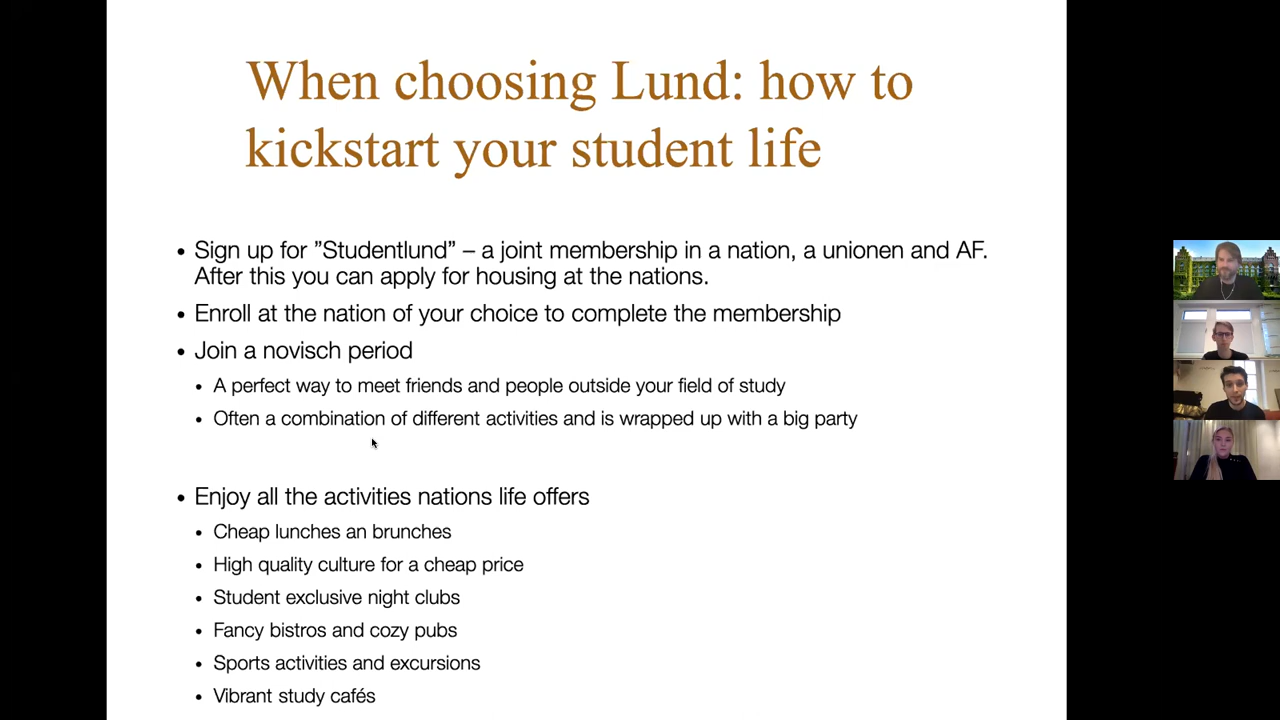 When choosing Lund: how to
kickstart your student life
• Sign up for ”Studentlund” – a joint membership in a nation, a unionen and AF.
After this you can apply for housing at the nations.
• Enroll at the nation of your choice to complete the membership
• Join a novisch period
• A perfect way to meet friends and people outside your field of study
• Often a combination of different activities and is wrapped up with a big party
• Enjoy all the activities nations life offers
• Cheap lunches an brunches
• High quality culture for a cheap price
• Student exclusive night clubs
• Fancy bistros and cozy pubs
• Sports activities and excursions
• Vibrant study cafés